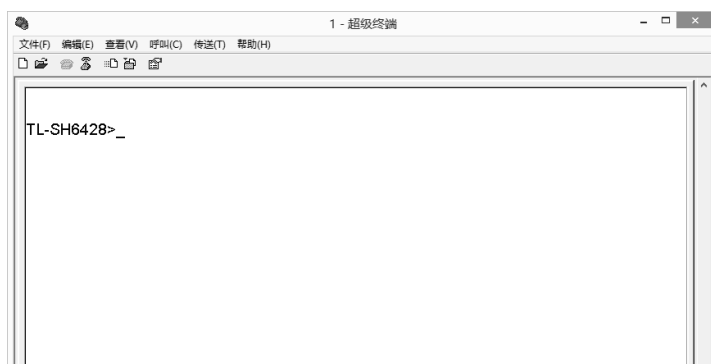 1 - 超级终端
文件(F) 编辑(E) 查看(V) 呼叫(C) 传送(T) 帮助(H)
TL-SH6428>_